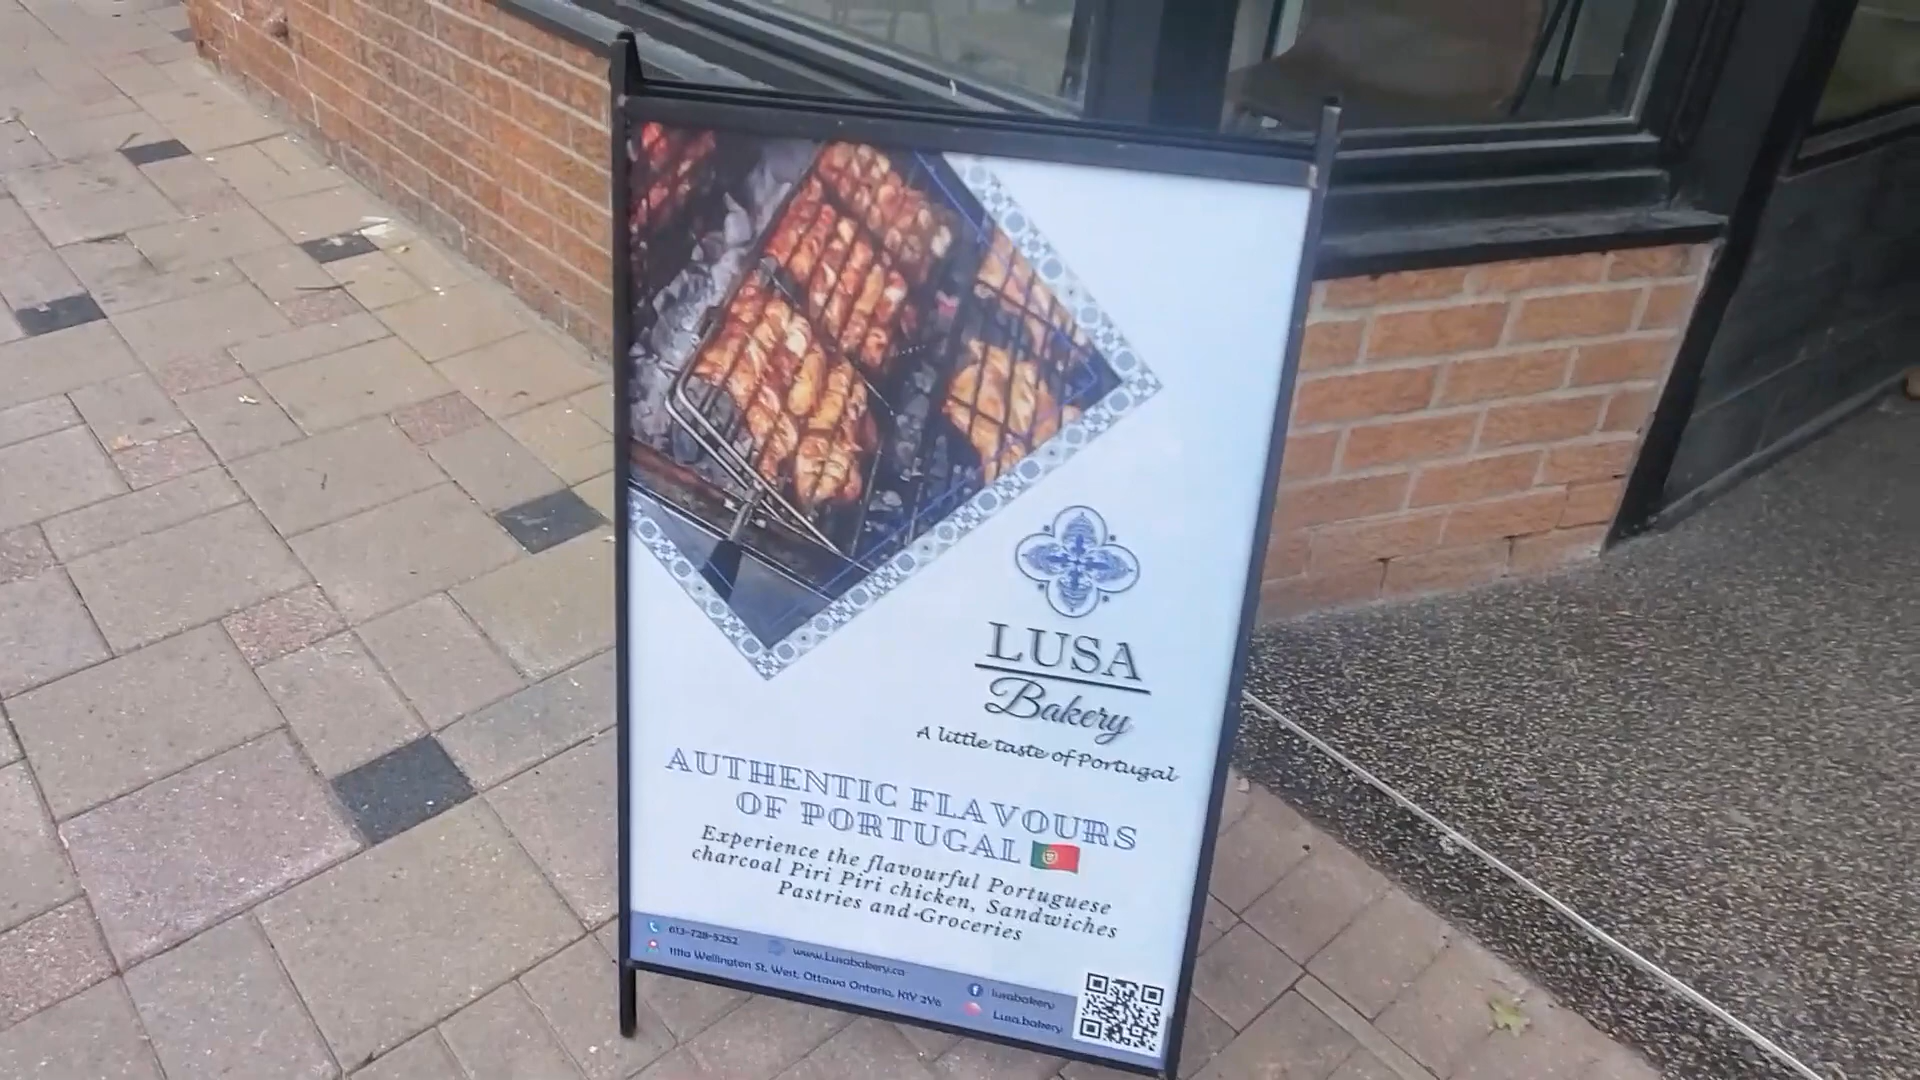 LUSA
Bakery
A little taste of Portugal
AUTHENTIC FLAVOURS
OF PORTUGAL
Experience the flavourful Portuguese
charcoal Piri Piri chicken, Sandwiches
Pastries and Groceries
613-728-5252
www.Lusabakery.ca
1111a Wellington St. West, Ottawa Ontario, K1Y 2Y6
lusabakery
Lusa.bakery